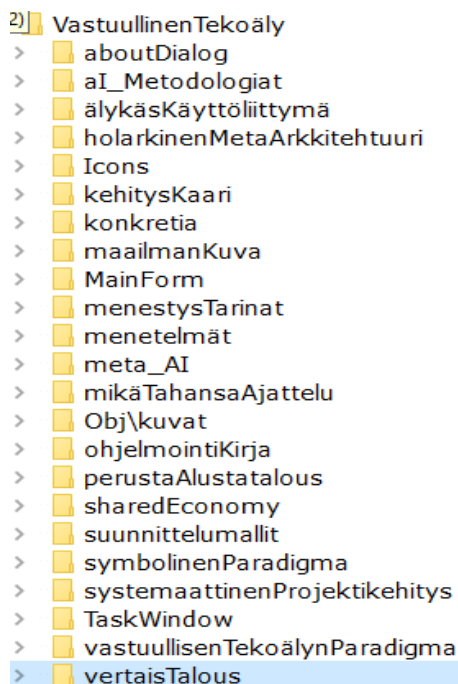 2) VastuullinenTekoäly
aboutDialog
aI_Metodologiat
älykäsKäyttöliittymä
holarkinenMetaArkkitehtuuri
Icons
kehitysKaari
konkretia
maailmanKuva
MainForm
menestysTarinat
menetelmät
meta_AI
mikäTahansaAjattelu
Obj\kuvat
ohjelmointiKirja
perustaAlustatalous
sharedEconomy
suunnittelumallit
symbolinenParadigma
systemaattinenProjektikehitys
TaskWindow
vastuullisenTekoälynParadigma
vertaisTalous